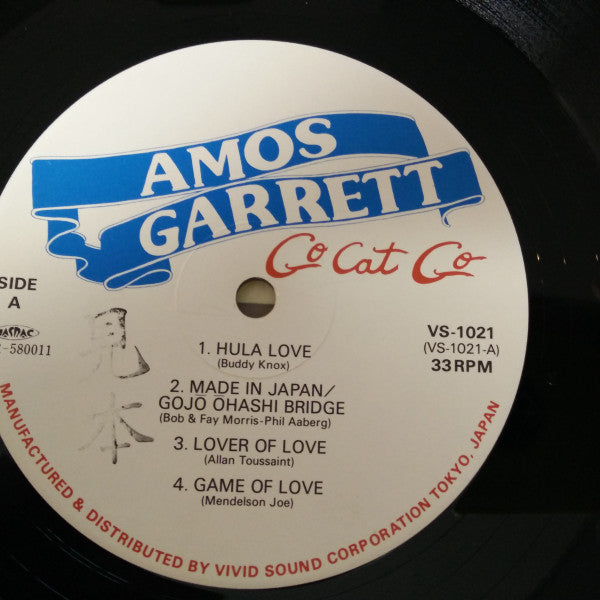 AMOS
GARRETT
Go Cat Go
SIDE
A
JASRAC
-580011
見本
VS-1021
(VS-1021-A)
33RPM
1. HULA LOVE
(Buddy Knox)
2. MADE IN JAPAN/
GOJO OHASHI BRIDGE
(Bob & Fay Morris-Phil Aaberg)
3. LOVER OF LOVE
(Allan Toussaint)
4. GAME OF LOVE
(Mendelson Joe)
MANUFACTURED & DISTRIBUTED BY VIVID SOUND CORPORATION TOKYO, JAPAN